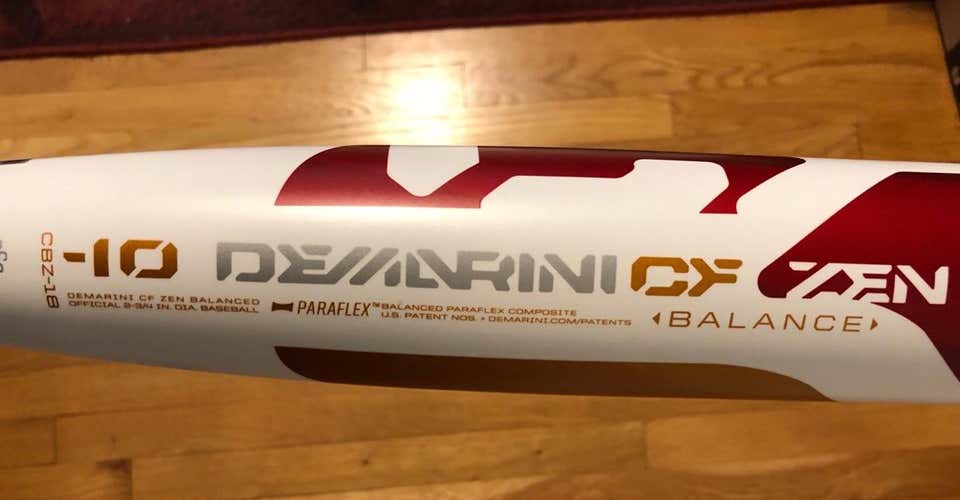 CBZ-18
-10
DEMARINI CF ZEN
DEMARINI CF ZEN BALANCED
OFFICIAL 2-3/4 IN. DIA. BASEBALL
PARAFLEX™
BALANCED PARAFLEX COMPOSITE
U.S. PATENT NOS. • DEMARINI.COM/PATENTS
BALANCE